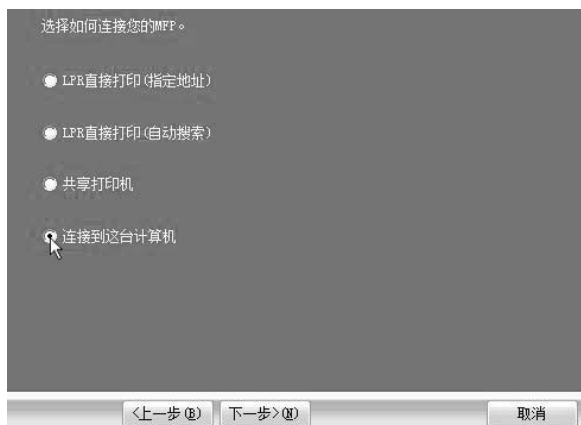 选择如何连接您的MFP。
LPR直接打印(指定地址)
LPR直接打印(自动搜索)
共享打印机
连接到这台计算机
<上一步(B) 下一步>(N) 取消